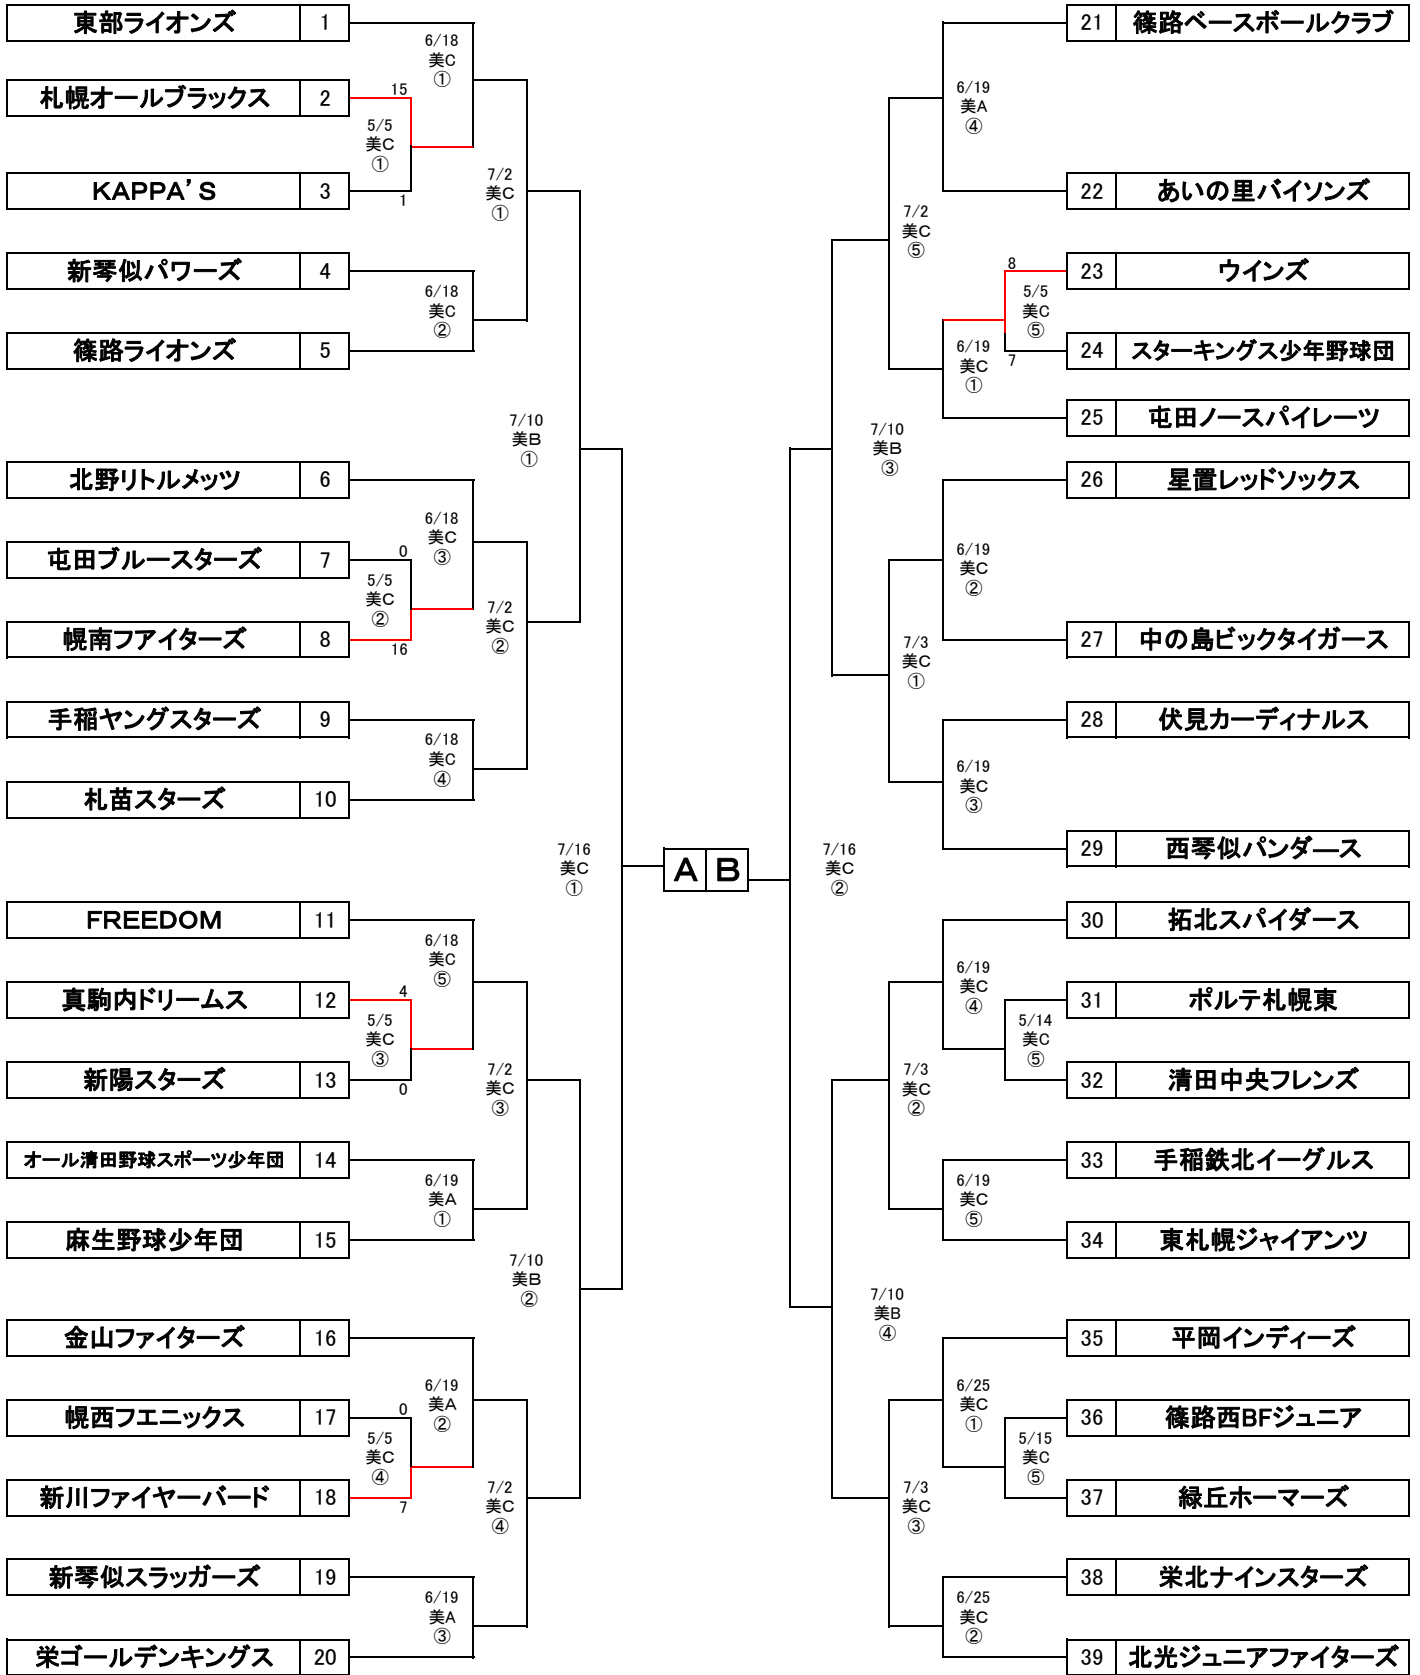 東部ライオンズ 1
6/18
美C
①
札幌オールブラックス 2
15
5/5
美C
①
KAPPA'S 3
1
7/2
美C
①
新琴似パワーズ 4
6/18
美C
②
篠路ライオンズ 5
7/10
美B
①
北野リトルメッツ 6
6/18
美C
③
屯田ブルースターズ 7
0
5/5
美C
②
幌南フアイターズ 8
16
7/2
美C
②
手稲ヤングスターズ 9
6/18
美C
④
札苗スターズ 10
7/16
美C
①
FREEDOM 11
6/18
美C
⑤
真駒内ドリームス 12
4
5/5
美C
③
新陽スターズ 13
0
7/2
美C
③
オール清田野球スポーツ少年団 14
6/19
美A
①
麻生野球少年団 15
7/10
美B
②
金山ファイターズ 16
6/19
美A
②
幌西フエニックス 17
0
5/5
美C
④
新川ファイヤーバード 18
7
7/2
美C
④
新琴似スラッガーズ 19
6/19
美A
③
栄ゴールデンキングス 20
A B
21 篠路ベースボールクラブ
6/19
美A
④
22 あいの里バイソンズ
7/2
美C
⑤
23 ウインズ
8
5/5
美C
⑤
24 スターキングス少年野球団
7
6/19
美C
①
25 屯田ノースパイレーツ
7/10
美B
③
26 星置レッドソックス
6/19
美C
②
27 中の島ビックタイガース
7/3
美C
①
28 伏見カーディナルス
6/19
美C
③
29 西琴似パンダース
7/16
美C
②
30 拓北スパイダース
6/19
美C
④
31 ポルテ札幌東
5/14
美C
⑤
32 清田中央フレンズ
7/3
美C
②
33 手稲鉄北イーグルス
6/19
美C
⑤
34 東札幌ジャイアンツ
7/10
美B
④
35 平岡インディーズ
6/25
美C
①
36 篠路西BFジュニア
5/15
美C
⑤
37 緑丘ホーマーズ
7/3
美C
③
38 栄北ナインスターズ
6/25
美C
②
39 北光ジュニアファイターズ